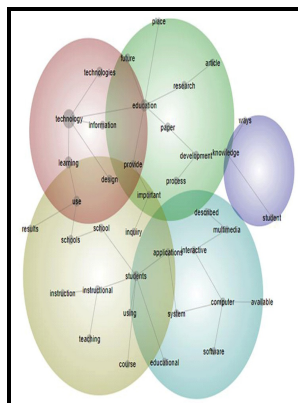 place
future
article
technologies
research
education
technology
information
paper
ways
development
knowledge
learning
provide
design
process
important
student
use
described
results
school
multimedia
schools
inquiry
applications
interactive
students
instruction
instructional
computer
available
using
system
teaching
software
course
educational